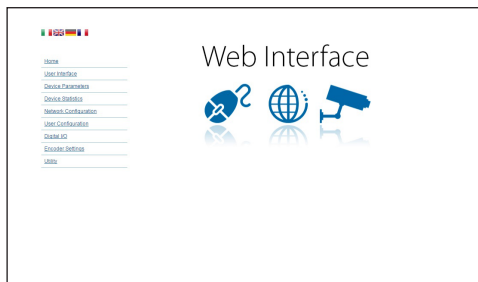 Web Interface
Home
User Interface
Device Parameters
Device Statistics
Network Configuration
User Configuration
Digital I/O
Encoder Settings
Utility